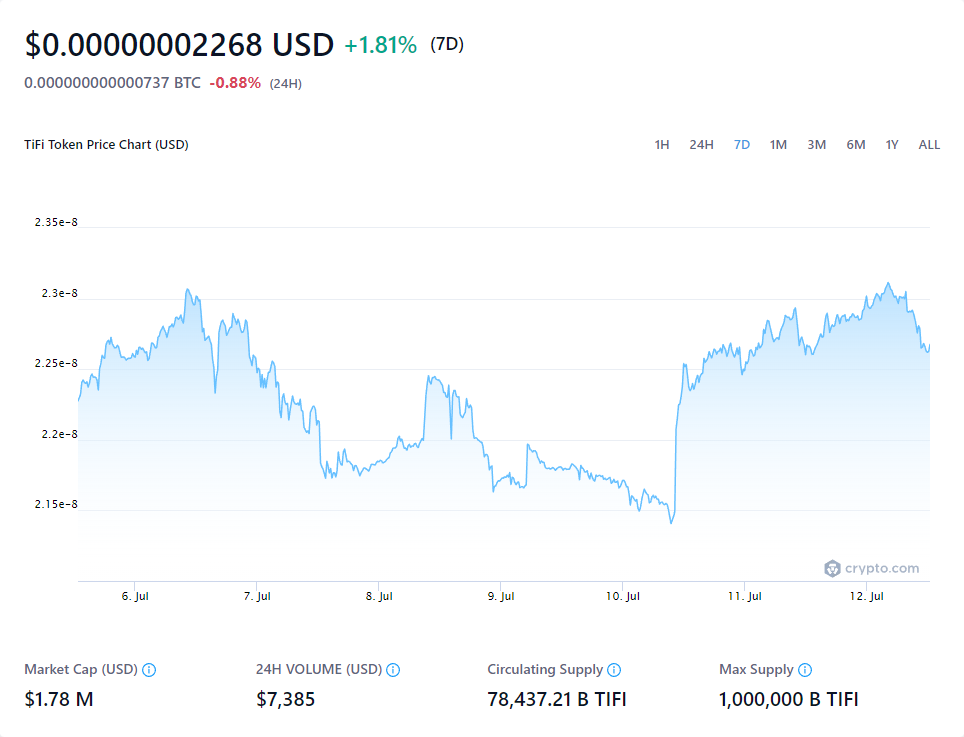 $0.00000002268 USD +1.81% (7D)
0.000000000000737 BTC -0.88% (24H)
TiFi Token Price Chart (USD) 1H 24H 7D 1M 3M 6M 1Y ALL
2.35e-8
2.3e-8
2.25e-8
2.2e-8
2.15e-8
crypto.com
6. Jul 7. Jul 8. Jul 9. Jul 10. Jul 11. Jul 12. Jul
Market Cap (USD) 24H VOLUME (USD) Circulating Supply Max Supply
$1.78 M $7,385 78,437.21 B TIFI 1,000,000 B TIFI